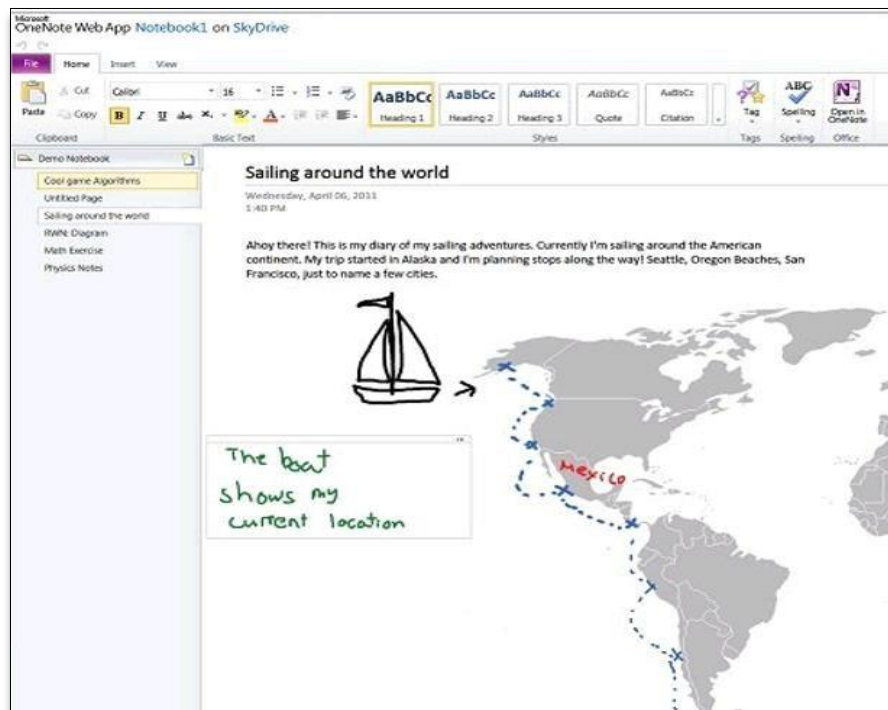 Microsoft
OneNote Web App Notebook1 on SkyDrive
File Home Insert View
Paste
Cut
Copy
Clipboard
Calibri 16
B I U abc
Basic Text
AaBbCc
Heading 1
AaBbCc
Heading 2
AaBbCc
Heading 3
AaBbCc
Quote
AaBbCc
Citation
Styles
Tag
Tags
ABC
Spelling
Spelling
Open in
OneNote
Office
Demo Notebook
Cool game Algorithms
Untitled Page
Sailing around the world
RWN: Diagram
Math Exercise
Physics Notes
Sailing around the world
Wednesday, April 06, 2011
1:40 PM
Ahoy there! This is my diary of my sailing adventures. Currently I'm sailing around the American
continent. My trip started in Alaska and I'm planning stops along the way! Seattle, Oregon Beaches, San
Francisco, just to name a few cities.
The boat
shows my
current location
Mexico